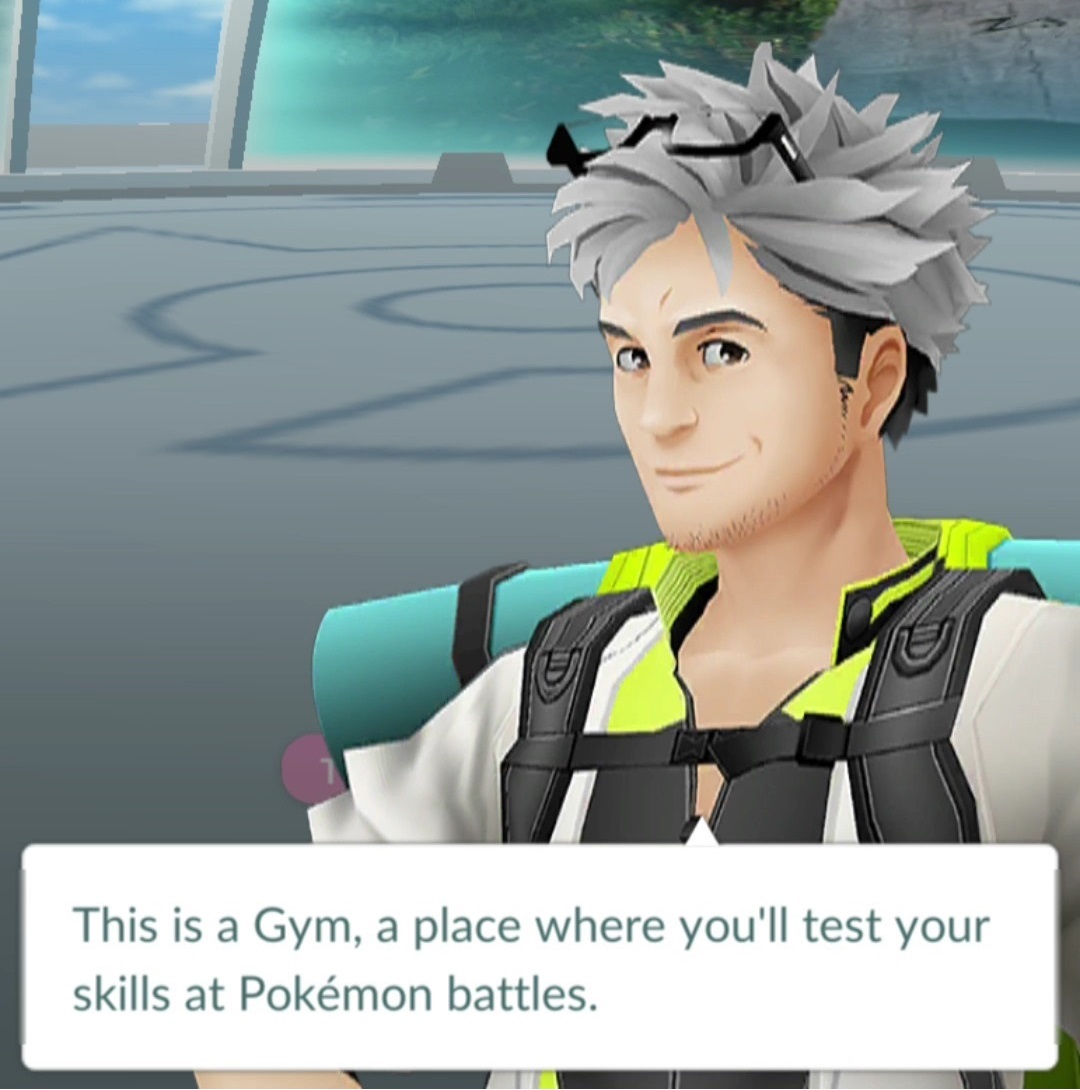 This is a Gym, a place where you'll test your
skills at Pokémon battles.